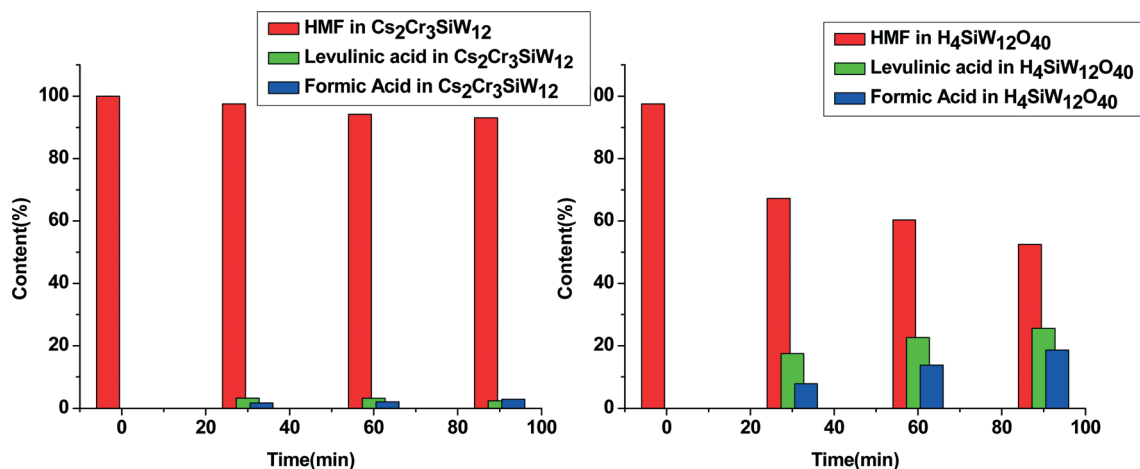 HMF in Cs₂Cr₃SiW₁₂
Levulinic acid in Cs₂Cr₃SiW₁₂
Formic Acid in Cs₂Cr₃SiW₁₂
100
80
60
40
20
0
Content(%)
0 20 40 60 80 100
Time(min)
HMF in H₄SiW₁₂O₄₀
Levulinic acid in H₄SiW₁₂O₄₀
Formic Acid in H₄SiW₁₂O₄₀
00
80
60
40
20
0
Content(%)
0 20 40 60 80 100
Time(min)